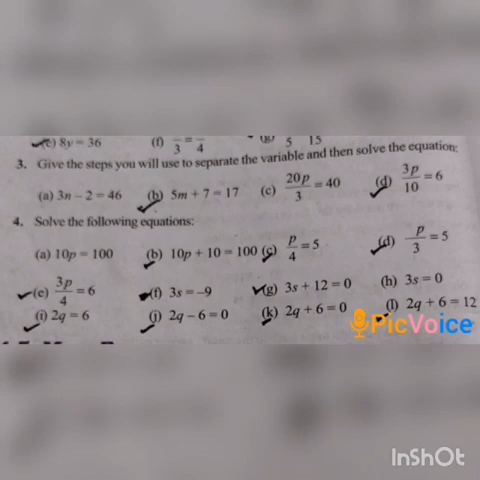 (e) 8y = 36 (f) 3 = 4 (g) 5 15
3. Give the steps you will use to separate the variable and then solve the equation:
(a) 3n – 2 = 46 (b) 5m + 7 = 17 (c) 20p/3 = 40 (d) 3p/10 = 6
4. Solve the following equations:
(a) 10p = 100 (b) 10p + 10 = 100 (c) p/4 = 5 (d) –p/3 = 5
(e) 3p/4 = 6 (f) 3s = –9 (g) 3s + 12 = 0 (h) 3s = 0
(i) 2q = 6 (j) 2q – 6 = 0 (k) 2q + 6 = 0 (l) 2q + 6 = 12
PicVoice
InShOt